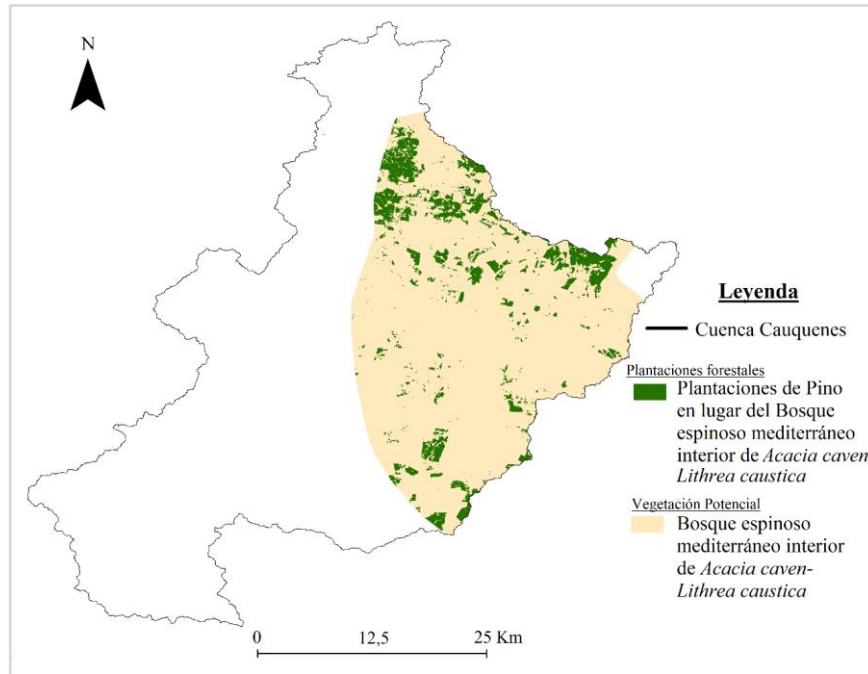 N
Leyenda
Cuenca Cauquenes
Plantaciones forestales
Plantaciones de Pino
en lugar del Bosque
espinoso mediterráneo
interior de Acacia caven-
Lithrea caustica
Vegetación Potencial
Bosque espinoso
mediterráneo interior
de Acacia caven-
Lithrea caustica
0 12,5 25 Km